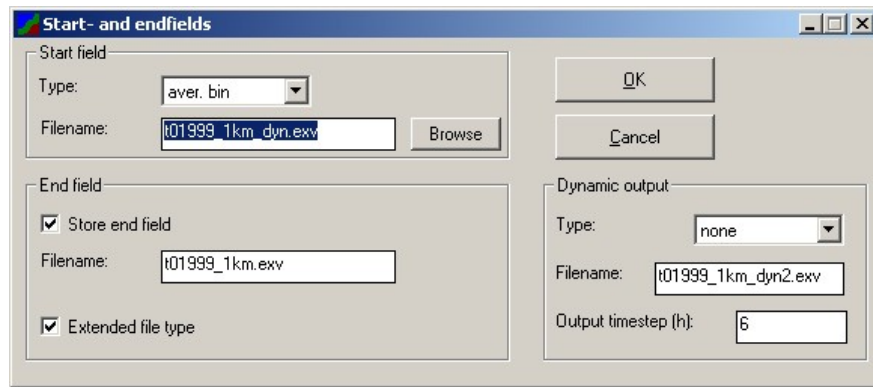 Start- and endfields
Start field
Type:
aver. bin
Filename:
t01999_1km_dyn.exv
Browse
OK
Cancel
End field
Store end field
Filename:
t01999_1km.exv
Extended file type
Dynamic output
Type:
none
Filename:
t01999_1km_dyn2.exv
Output timestep (h):
6